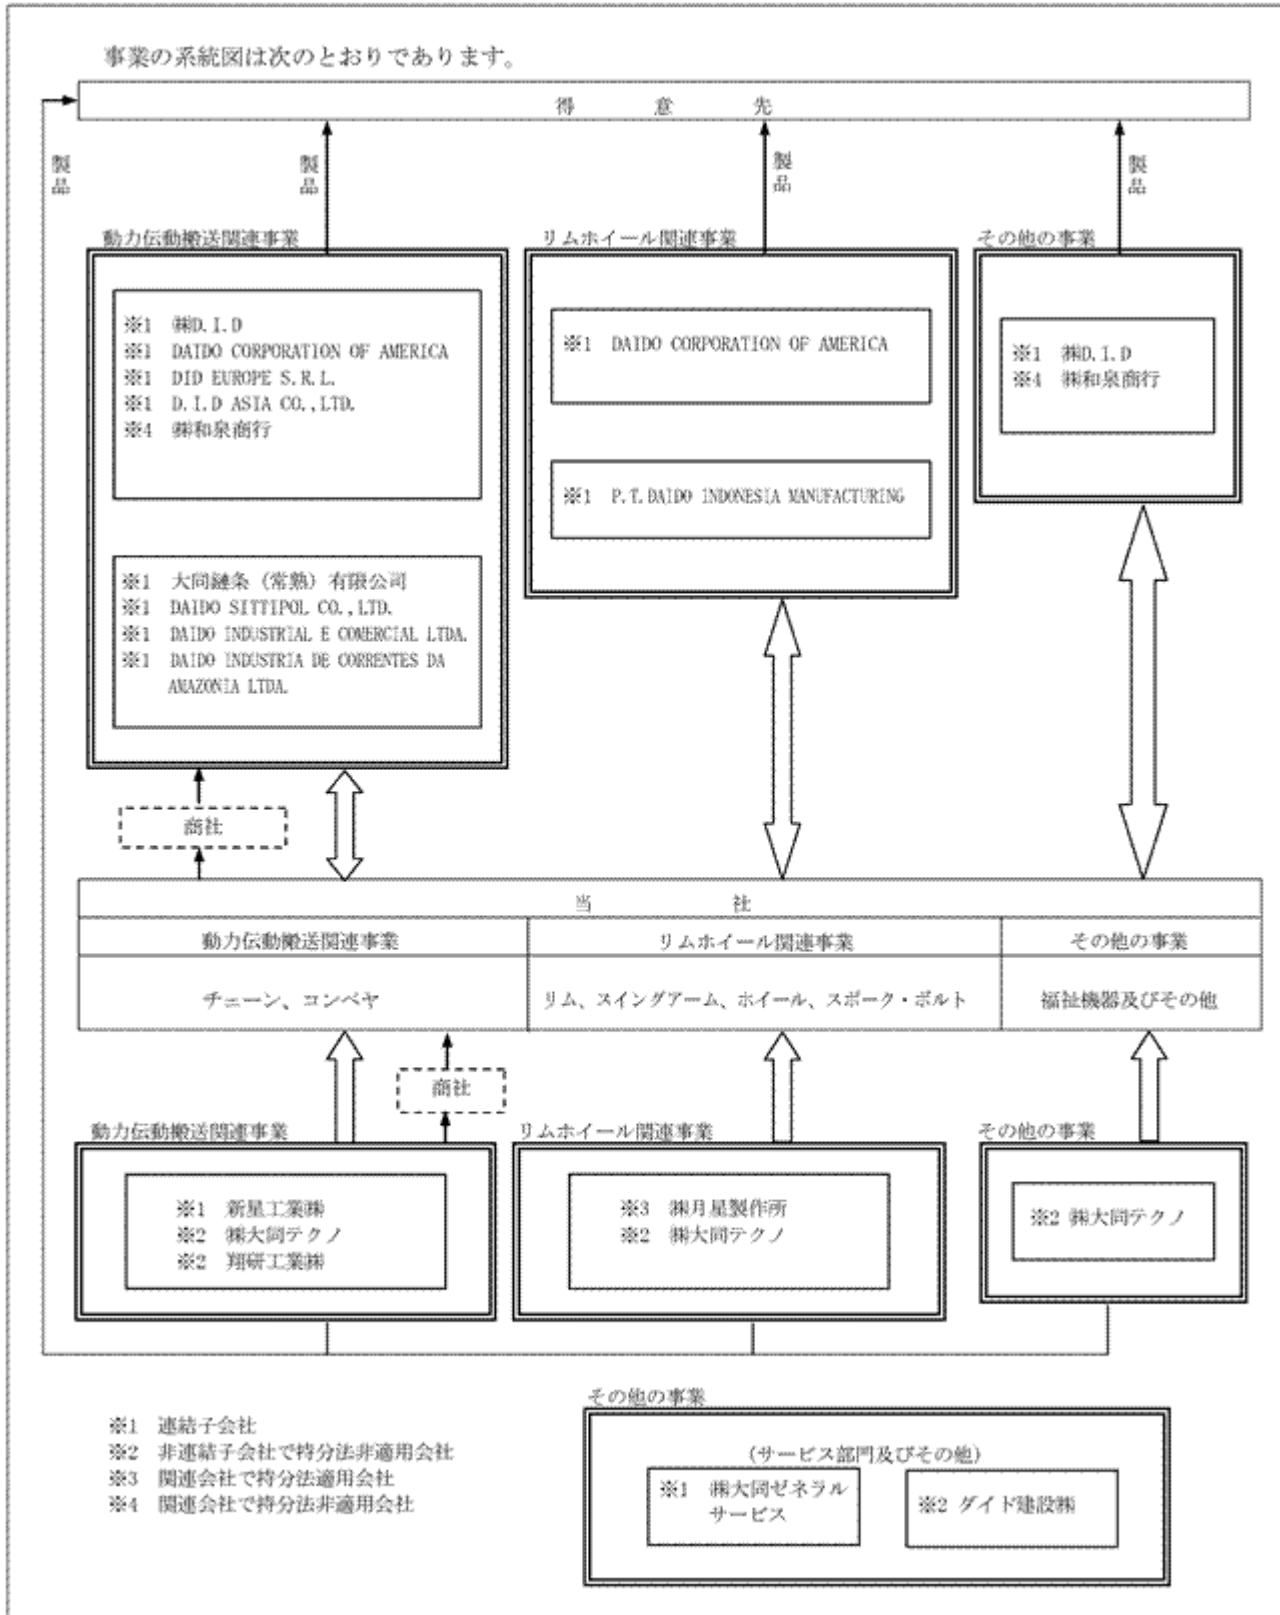 事業の系統図は次のとおりであります。
得意先
製品
製品
製品
製品
動力伝動搬送関連事業
リムホイール関連事業
その他の事業
※1 ㈱D.I.D
※1 DAIDO CORPORATION OF AMERICA
※1 DID EUROPE S.R.L.
※1 D.I.D ASIA CO.,LTD.
※4 ㈱和泉商行
※1 大同鏈条（常熟）有限公司
※1 DAIDO SITTIPOL CO.,LTD.
※1 DAIDO INDUSTRIAL E COMERCIAL LTDA.
※1 DAIDO INDUSTRIA DE CORRENTES DA
AMAZONIA LTDA.
※1 DAIDO CORPORATION OF AMERICA
※1 P.T.DAIDO INDONESIA MANUFACTURING
※1 ㈱D.I.D
※4 ㈱和泉商行
商社
当社
動力伝動搬送関連事業
リムホイール関連事業
その他の事業
チェーン、コンベヤ
リム、スイングアーム、ホイール、スポーク・ボルト
福祉機器及びその他
商社
動力伝動搬送関連事業
リムホイール関連事業
その他の事業
※1 新星工業㈱
※2 ㈱大同テクノ
※2 翔研工業㈱
※3 ㈱月星製作所
※2 ㈱大同テクノ
※2 ㈱大同テクノ
※1 連結子会社
※2 非連結子会社で持分法非適用会社
※3 関連会社で持分法適用会社
※4 関連会社で持分法非適用会社
その他の事業
(サービス部門及びその他)
※1 ㈱大同ゼネラル
サービス
※2 ダイド建設㈱